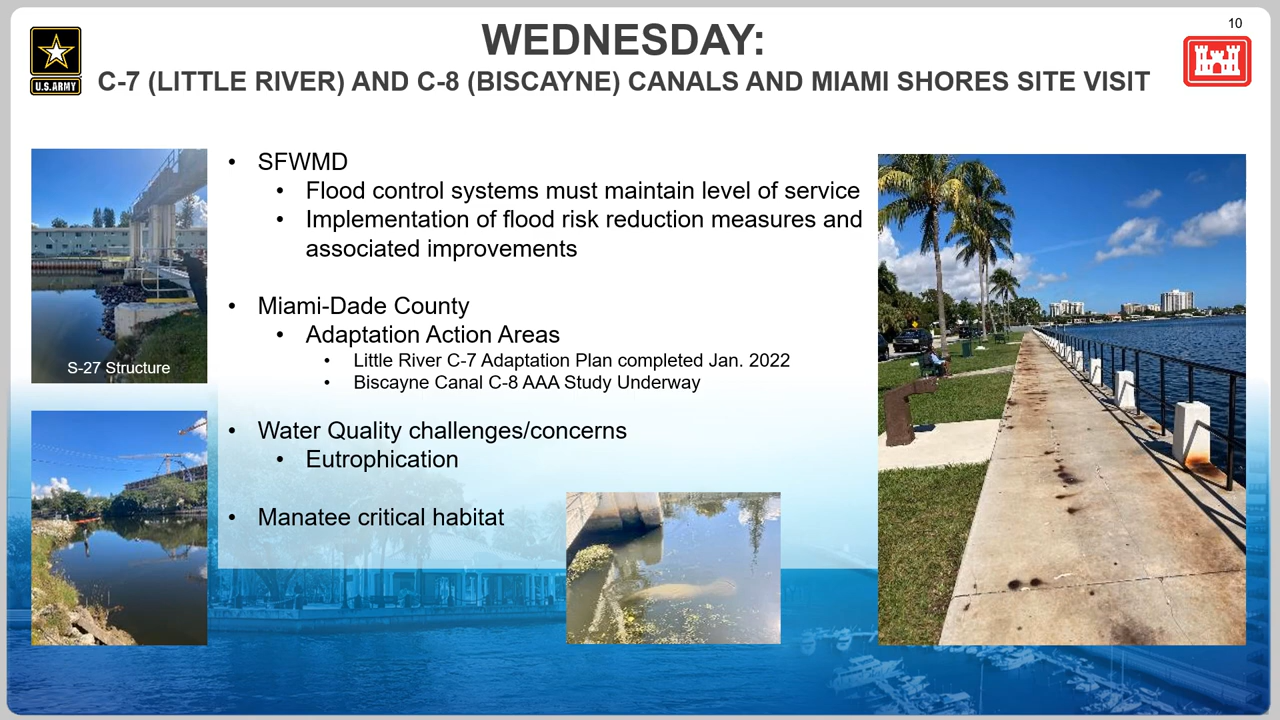 10
WEDNESDAY:
C-7 (LITTLE RIVER) AND C-8 (BISCAYNE) CANALS AND MIAMI SHORES SITE VISIT
U.S.ARMY
• SFWMD
• Flood control systems must maintain level of service
• Implementation of flood risk reduction measures and
associated improvements
• Miami-Dade County
• Adaptation Action Areas
• Little River C-7 Adaptation Plan completed Jan. 2022
• Biscayne Canal C-8 AAA Study Underway
• Water Quality challenges/concerns
• Eutrophication
• Manatee critical habitat
S-27 Structure